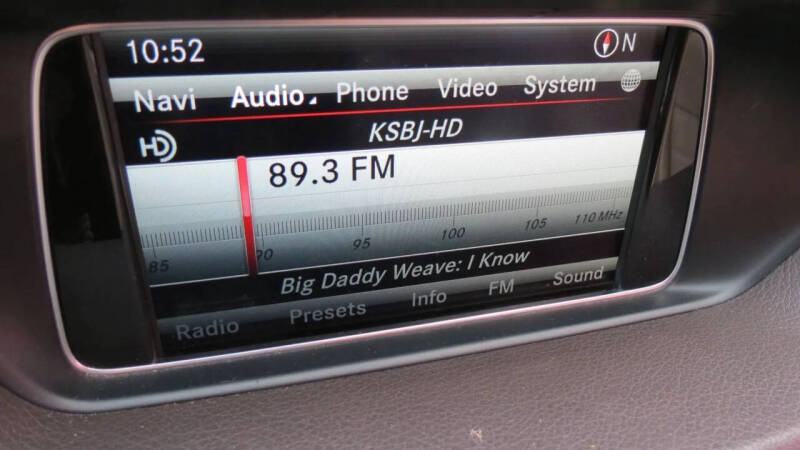 10:52 N
Navi Audio Phone Video System
HD KSBJ-HD
89.3 FM
85 90 95 100 105 110 MHz
Big Daddy Weave: I Know
Radio Presets Info FM Sound